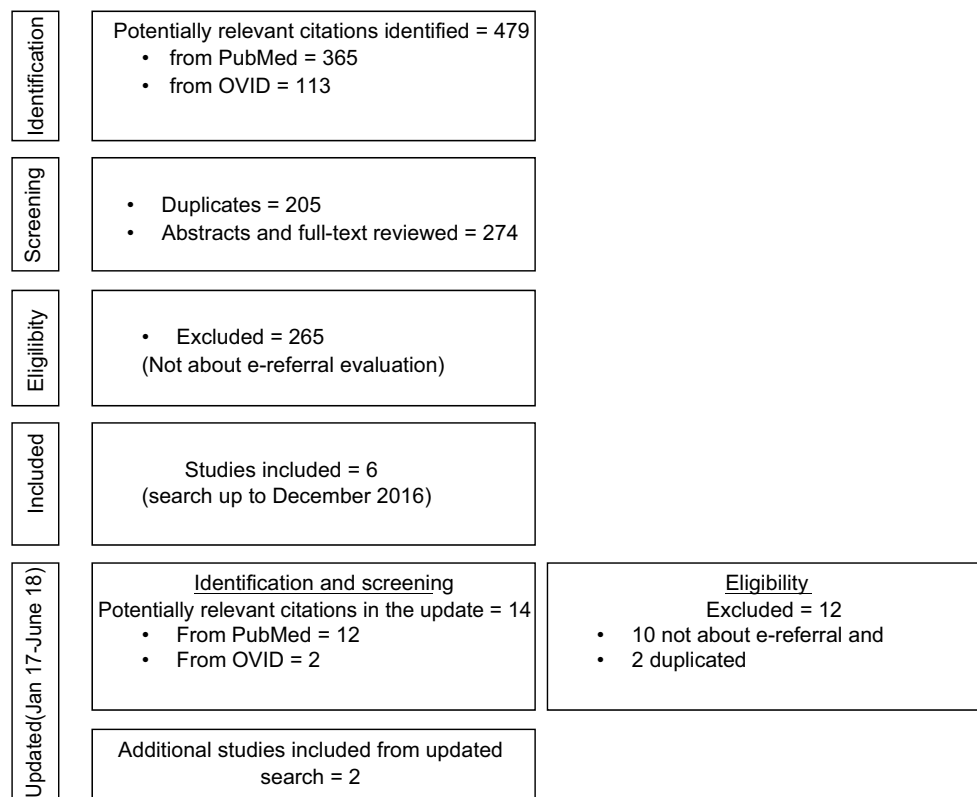 Identification
Potentially relevant citations identified = 479
• from PubMed = 365
• from OVID = 113
Screening
• Duplicates = 205
• Abstracts and full-text reviewed = 274
Eligilibity
• Excluded = 265
(Not about e-referral evaluation)
Included
Studies included = 6
(search up to December 2016)
Updated(Jan 17-June 18)
Identification and screening
Potentially relevant citations in the update = 14
• From PubMed = 12
• From OVID = 2
Eligibility
Excluded = 12
• 10 not about e-referral and
• 2 duplicated
Additional studies included from updated
search = 2